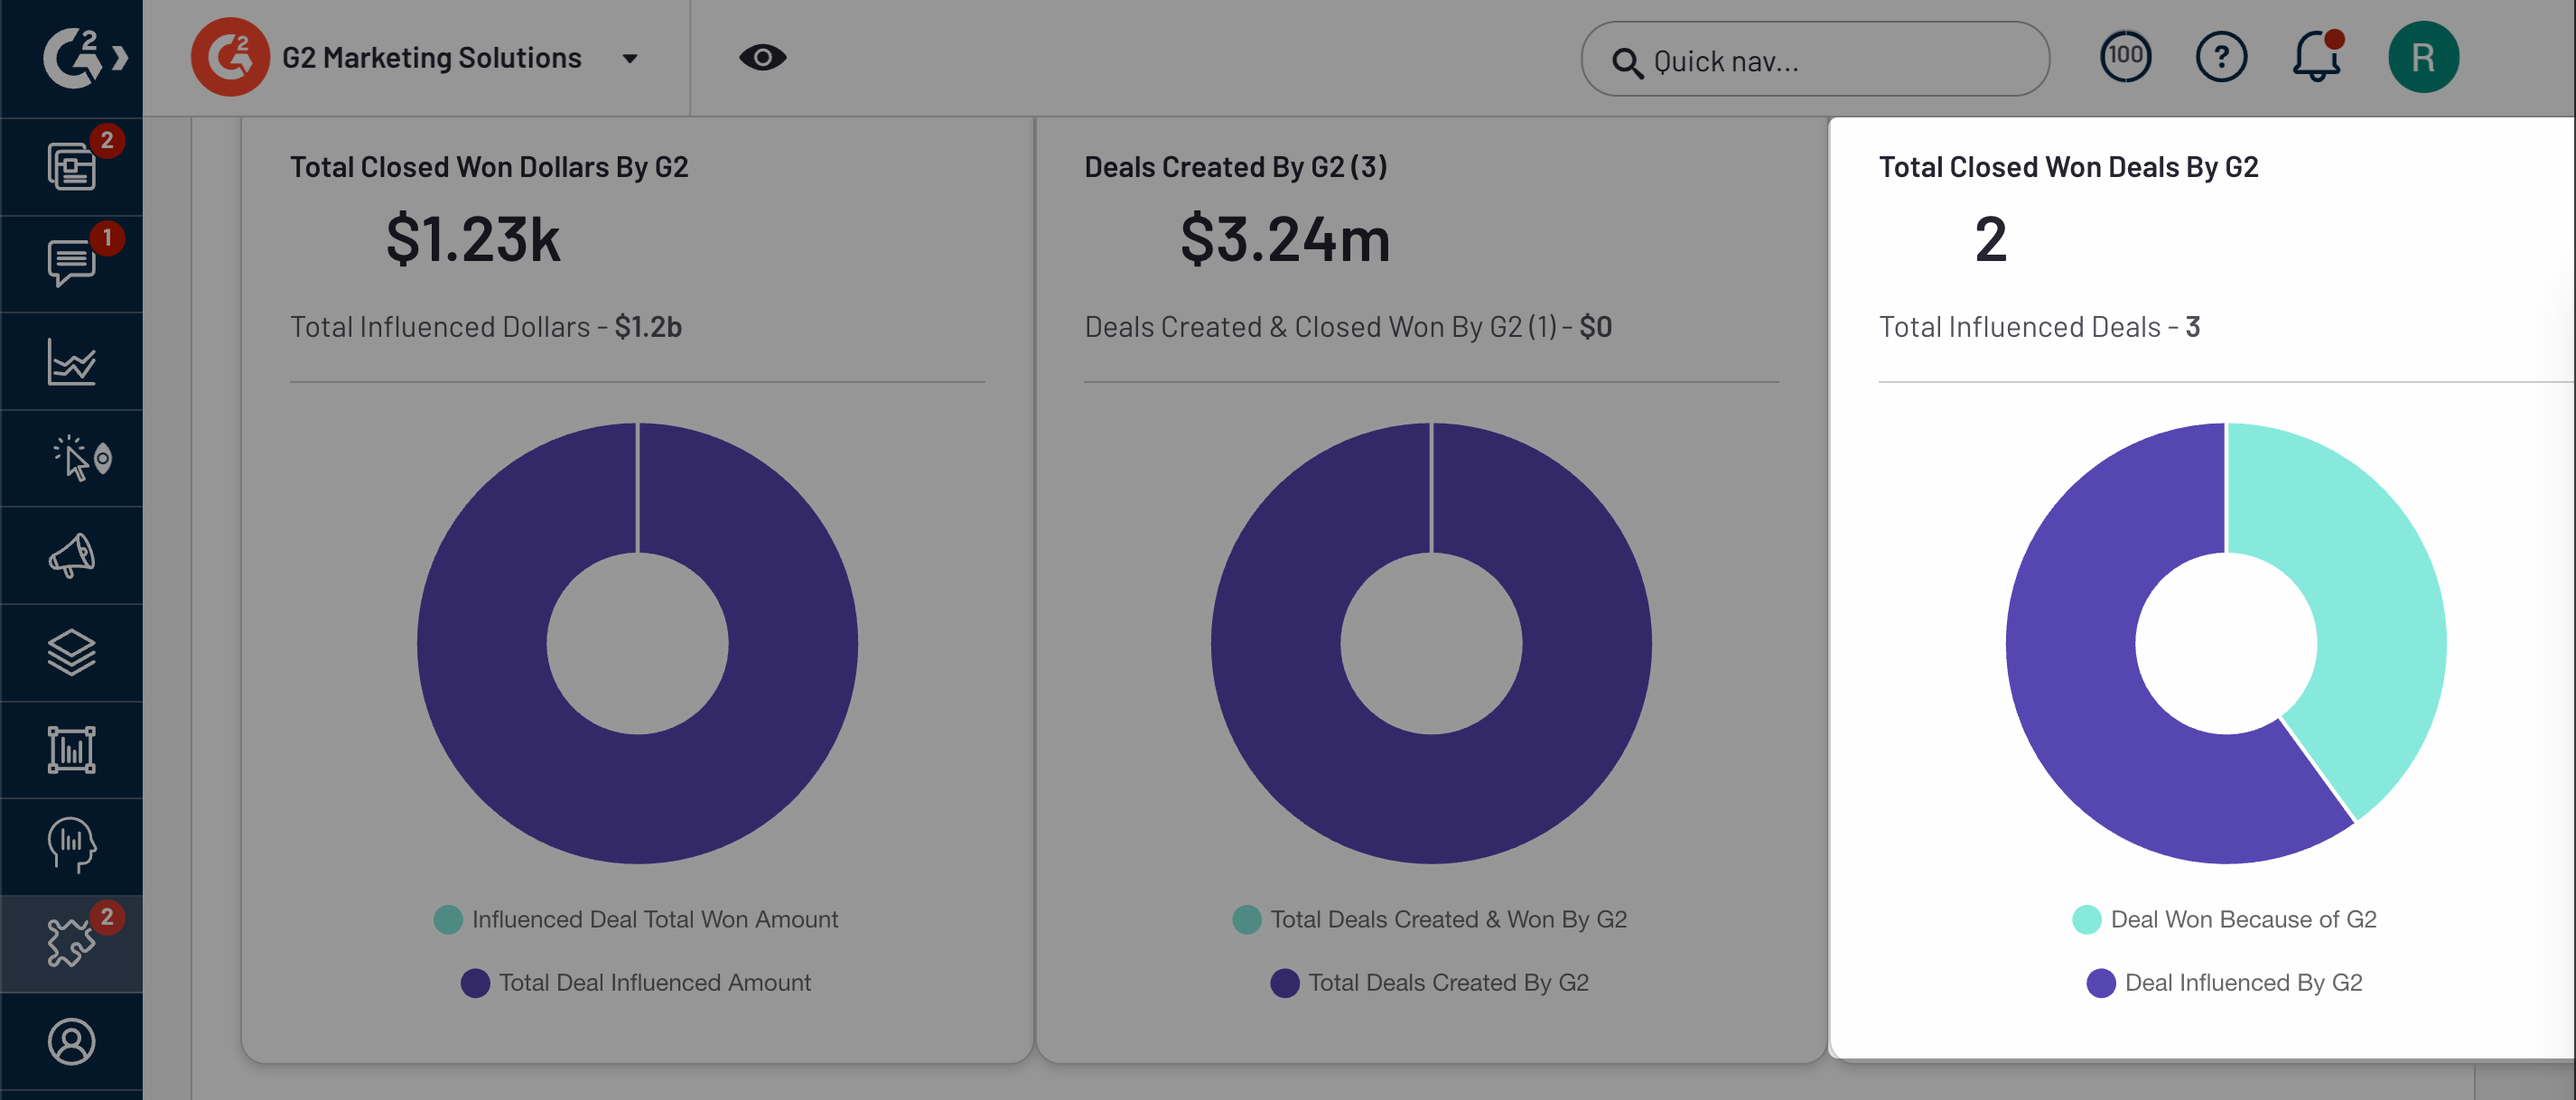 G2
G2 Marketing Solutions
Quick nav...
100
?
R
2
1
2
Total Closed Won Dollars By G2
$1.23k
Total Influenced Dollars - $1.2b
Influenced Deal Total Won Amount
Total Deal Influenced Amount
Deals Created By G2 (3)
$3.24m
Deals Created & Closed Won By G2 (1) - $0
Total Deals Created & Won By G2
Total Deals Created By G2
Total Closed Won Deals By G2
2
Total Influenced Deals - 3
Deal Won Because of G2
Deal Influenced By G2